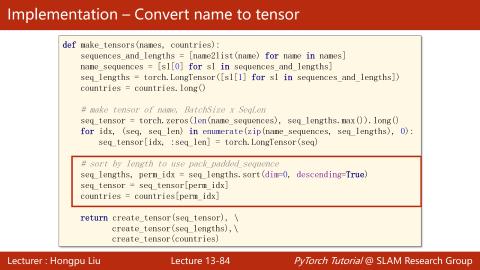 Implementation – Convert name to tensor
def make_tensors(names, countries):
    sequences_and_lengths = [name2list(name) for name in names]
    name_sequences = [sl[0] for sl in sequences_and_lengths]
    seq_lengths = torch.LongTensor([sl[1] for sl in sequences_and_lengths])
    countries = countries.long()
    # make tensor of name, BatchSize x SeqLen
    seq_tensor = torch.zeros(len(name_sequences), seq_lengths.max()).long()
    for idx, (seq, seq_len) in enumerate(zip(name_sequences, seq_lengths), 0):
        seq_tensor[idx, :seq_len] = torch.LongTensor(seq)
    # sort by length to use pack_padded_sequence
    seq_lengths, perm_idx = seq_lengths.sort(dim=0, descending=True)
    seq_tensor = seq_tensor[perm_idx]
    countries = countries[perm_idx]
    return create_tensor(seq_tensor), \
           create_tensor(seq_lengths),\
           create_tensor(countries)
Lecturer : Hongpu Liu
Lecture 13-84
PyTorch Tutorial @ SLAM Research Group